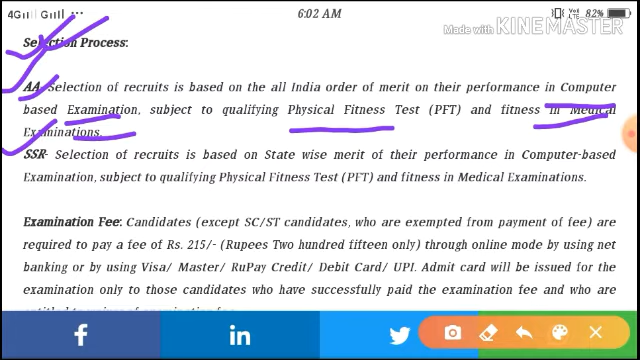 4G 6:02 AM 82%
Made with KINEMASTER
Selection Process:
AA- Selection of recruits is based on the all India order of merit on their performance in Computer
based Examination, subject to qualifying Physical Fitness Test (PFT) and fitness in Medical
Examinations.
SSR- Selection of recruits is based on State wise merit of their performance in Computer-based
Examination, subject to qualifying Physical Fitness Test (PFT) and fitness in Medical Examinations.
Examination Fee: Candidates (except SC/ST candidates, who are exempted from payment of fee) are
required to pay a fee of Rs. 215/- (Rupees Two hundred fifteen only) through online mode by using net
banking or by using Visa/ Master/ RuPay Credit/ Debit Card/ UPI. Admit card will be issued for the
examination only to those candidates who have successfully paid the examination fee and who are
f
in